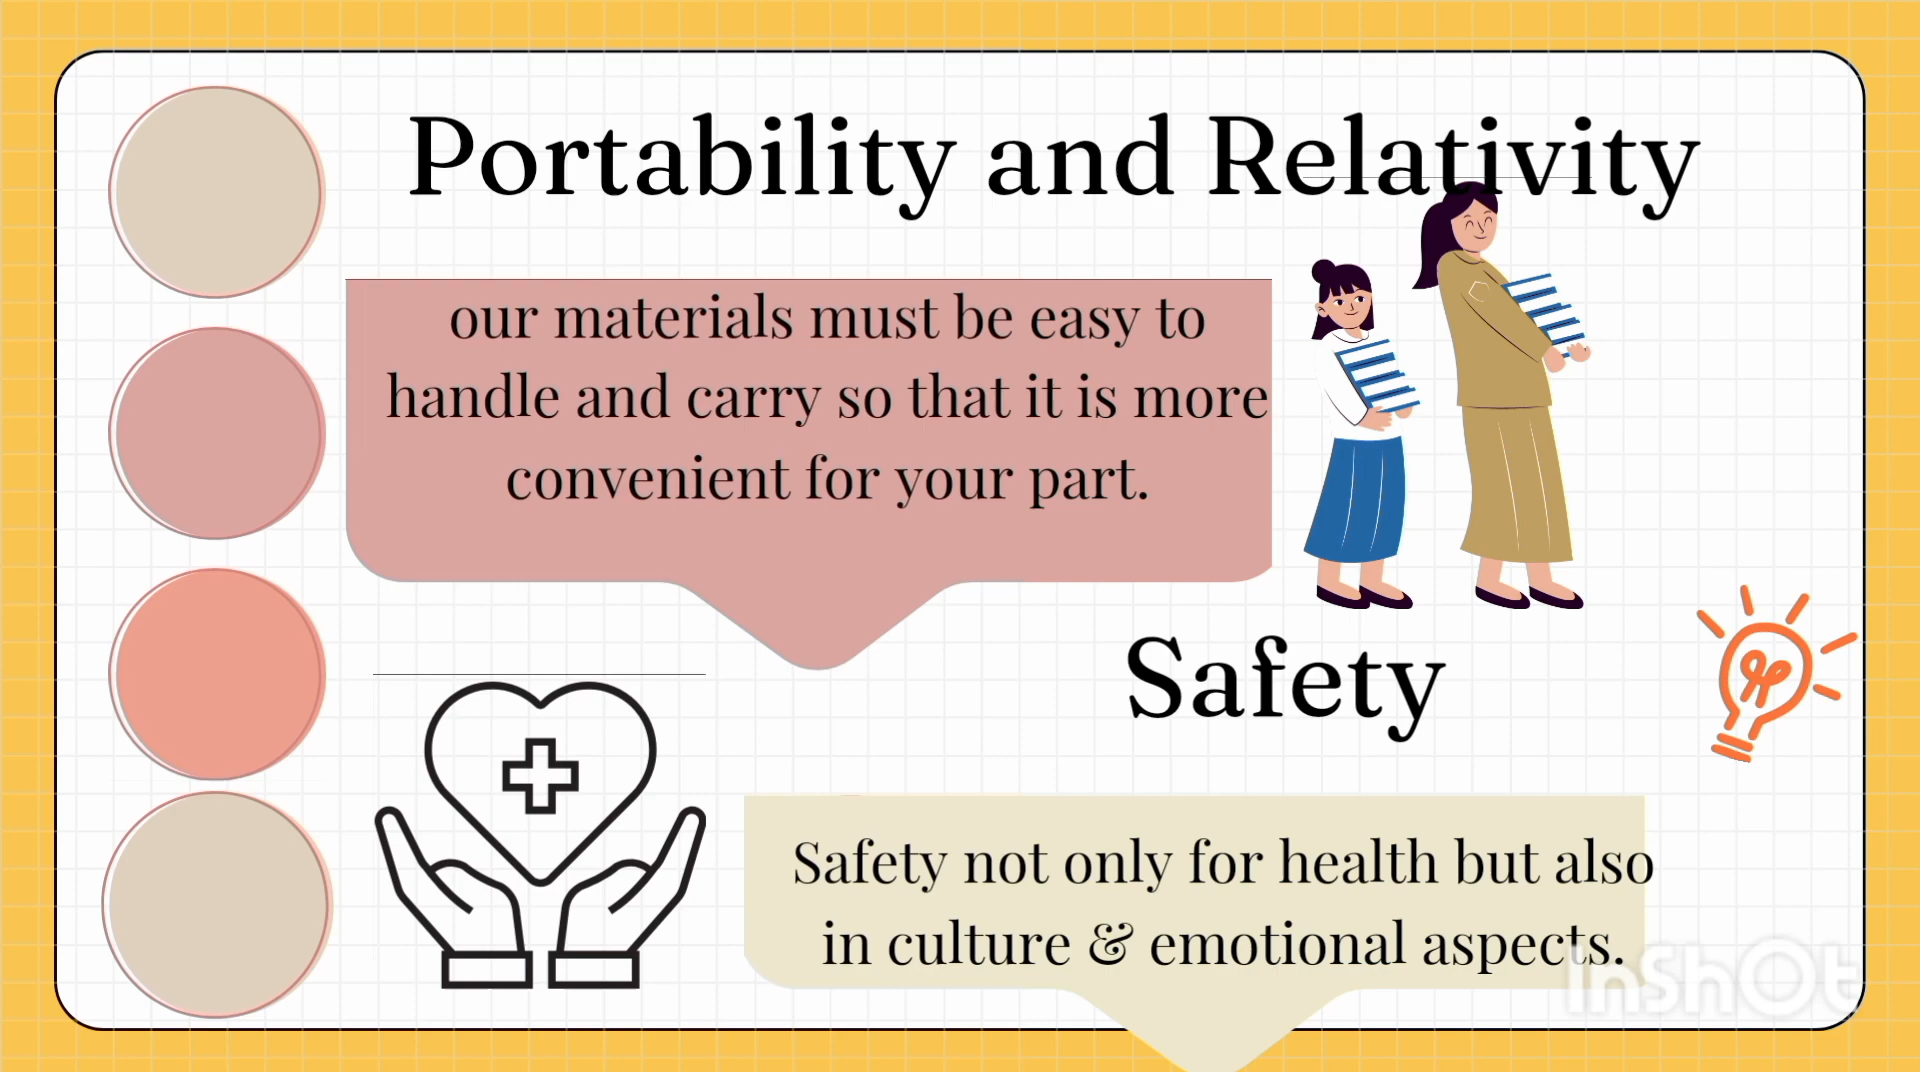 Portability and Relativity
our materials must be easy to
handle and carry so that it is more
convenient for your part.
Safety
Safety not only for health but also
in culture & emotional aspects.
InShOt